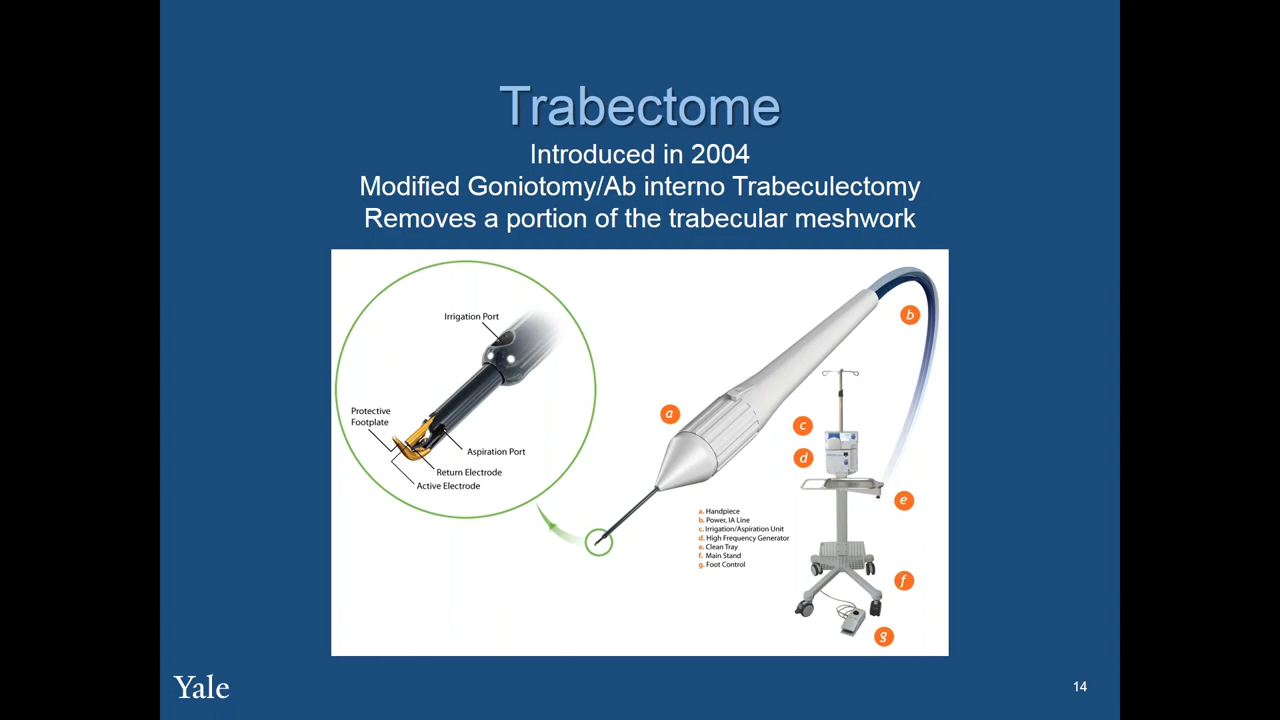 Trabectome
Introduced in 2004
Modified Goniotomy/Ab interno Trabeculectomy
Removes a portion of the trabecular meshwork
Irrigation Port
Protective
Footplate
Aspiration Port
Return Electrode
Active Electrode
a
b
c
d
e
f
g
a. Handpiece
b. Power, IA Line
c. Irrigation/Aspiration Unit
d. High Frequency Generator
e. Clean Tray
f. Main Stand
g. Foot Control
Yale
14